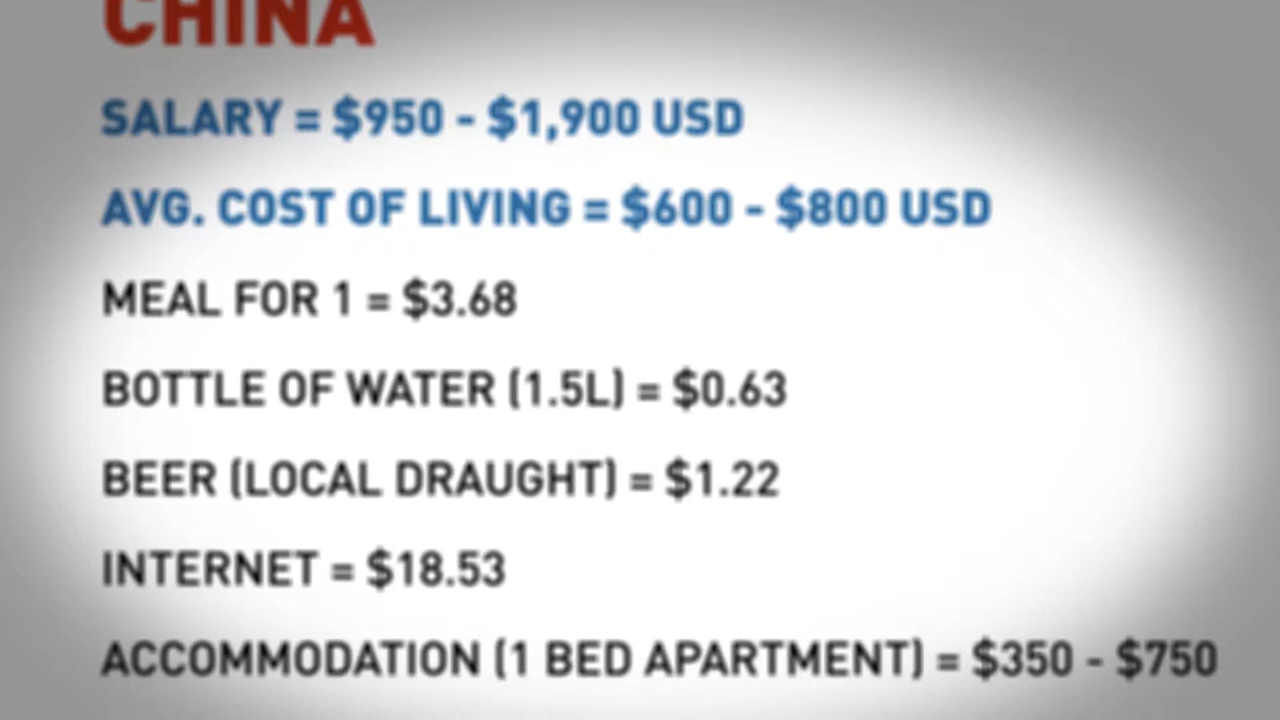 CHINA
SALARY = $950 - $1,900 USD
AVG. COST OF LIVING = $600 - $800 USD
MEAL FOR 1 = $3.68
BOTTLE OF WATER (1.5L) = $0.63
BEER (LOCAL DRAUGHT) = $1.22
INTERNET = $18.53
ACCOMMODATION (1 BED APARTMENT) = $350 - $750